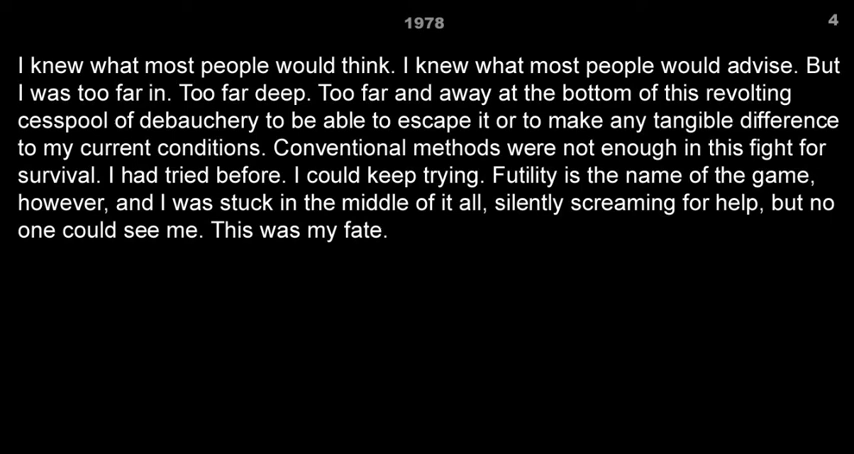 1978
4
I knew what most people would think. I knew what most people would advise. But
I was too far in. Too far deep. Too far and away at the bottom of this revolting
cesspool of debauchery to be able to escape it or to make any tangible difference
to my current conditions. Conventional methods were not enough in this fight for
survival. I had tried before. I could keep trying. Futility is the name of the game,
however, and I was stuck in the middle of it all, silently screaming for help, but no
one could see me. This was my fate.